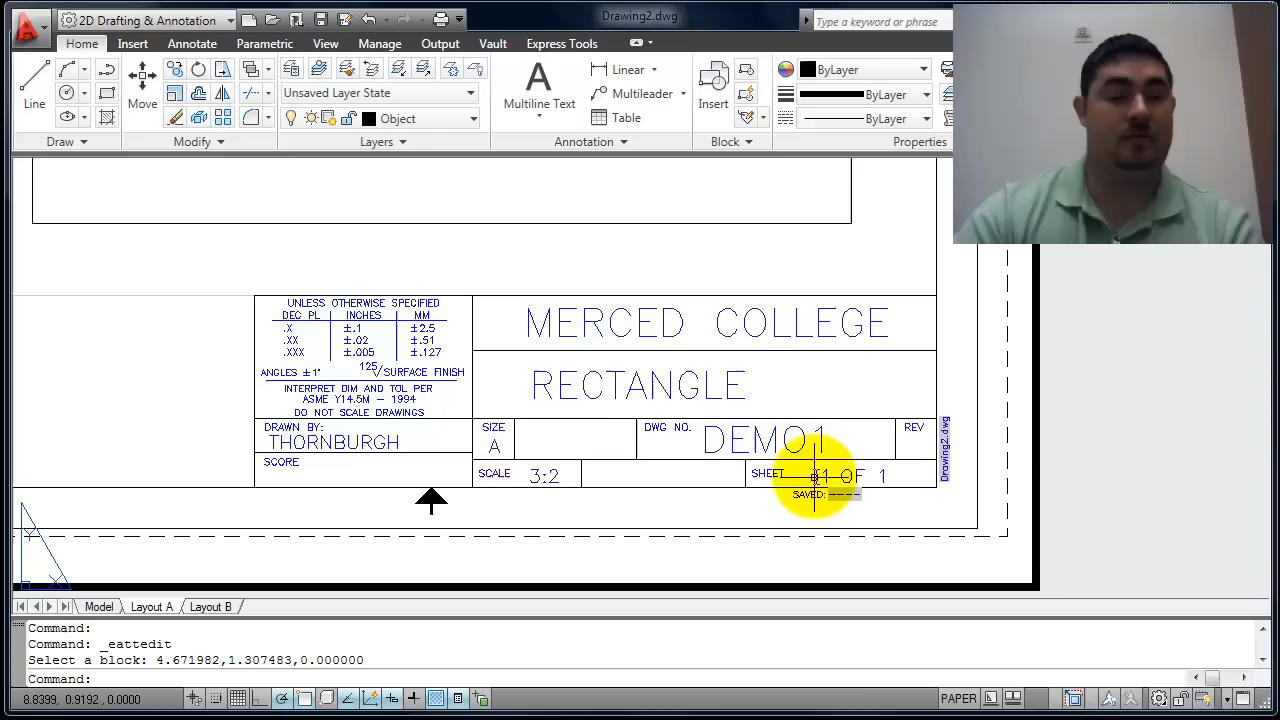 2D Drafting & Annotation
Drawing2.dwg
Type a keyword or phrase
Home Insert Annotate Parametric View Manage Output Vault Express Tools
Line
Move
Unsaved Layer State
Object
Multiline Text
Linear
Multileader
Table
Insert
ByLayer
ByLayer
ByLayer
Draw Modify Layers Annotation Block Properties
UNLESS OTHERWISE SPECIFIED
DEC PL INCHES MM
.X ±.1 ±2.5
.XX ±.02 ±.51
.XXX ±.005 ±.127
ANGLES ±1° 125 SURFACE FINISH
INTERPRET DIM AND TOL PER
ASME Y14.5M - 1994
DO NOT SCALE DRAWINGS
DRAWN BY:
THORNBURGH
SCORE
MERCED COLLEGE
RECTANGLE
SIZE
A
DWG NO. DEMO1
REV
SCALE 3:2
SHEET 1 OF 1
SAVED: ----
Drawing2.dwg
Y
X
Model Layout A Layout B
Command:
Command: _eattedit
Select a block: 4.671982,1.307483,0.000000
Command:
8.8399, 0.9192, 0.0000
PAPER